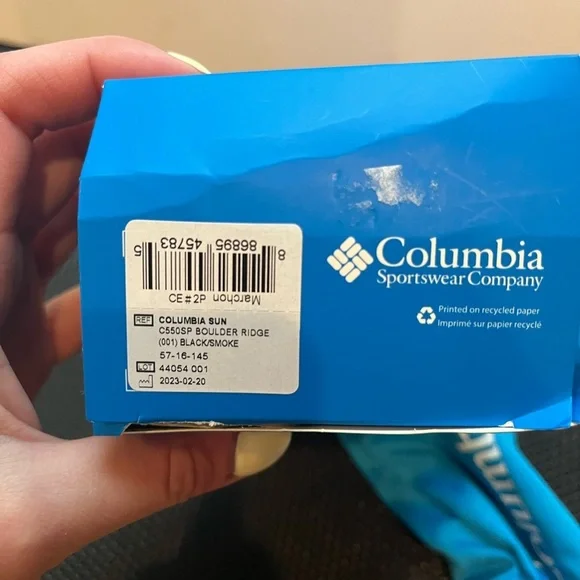 8 86895 45783 5
Marchon CE#2P
REF COLUMBIA SUN
C550SP BOULDER RIDGE
(001) BLACK/SMOKE
57-16-145
LOT 44054 001
2023-02-20
Columbia
Sportswear Company
Printed on recycled paper
Imprimé sur papier recyclé